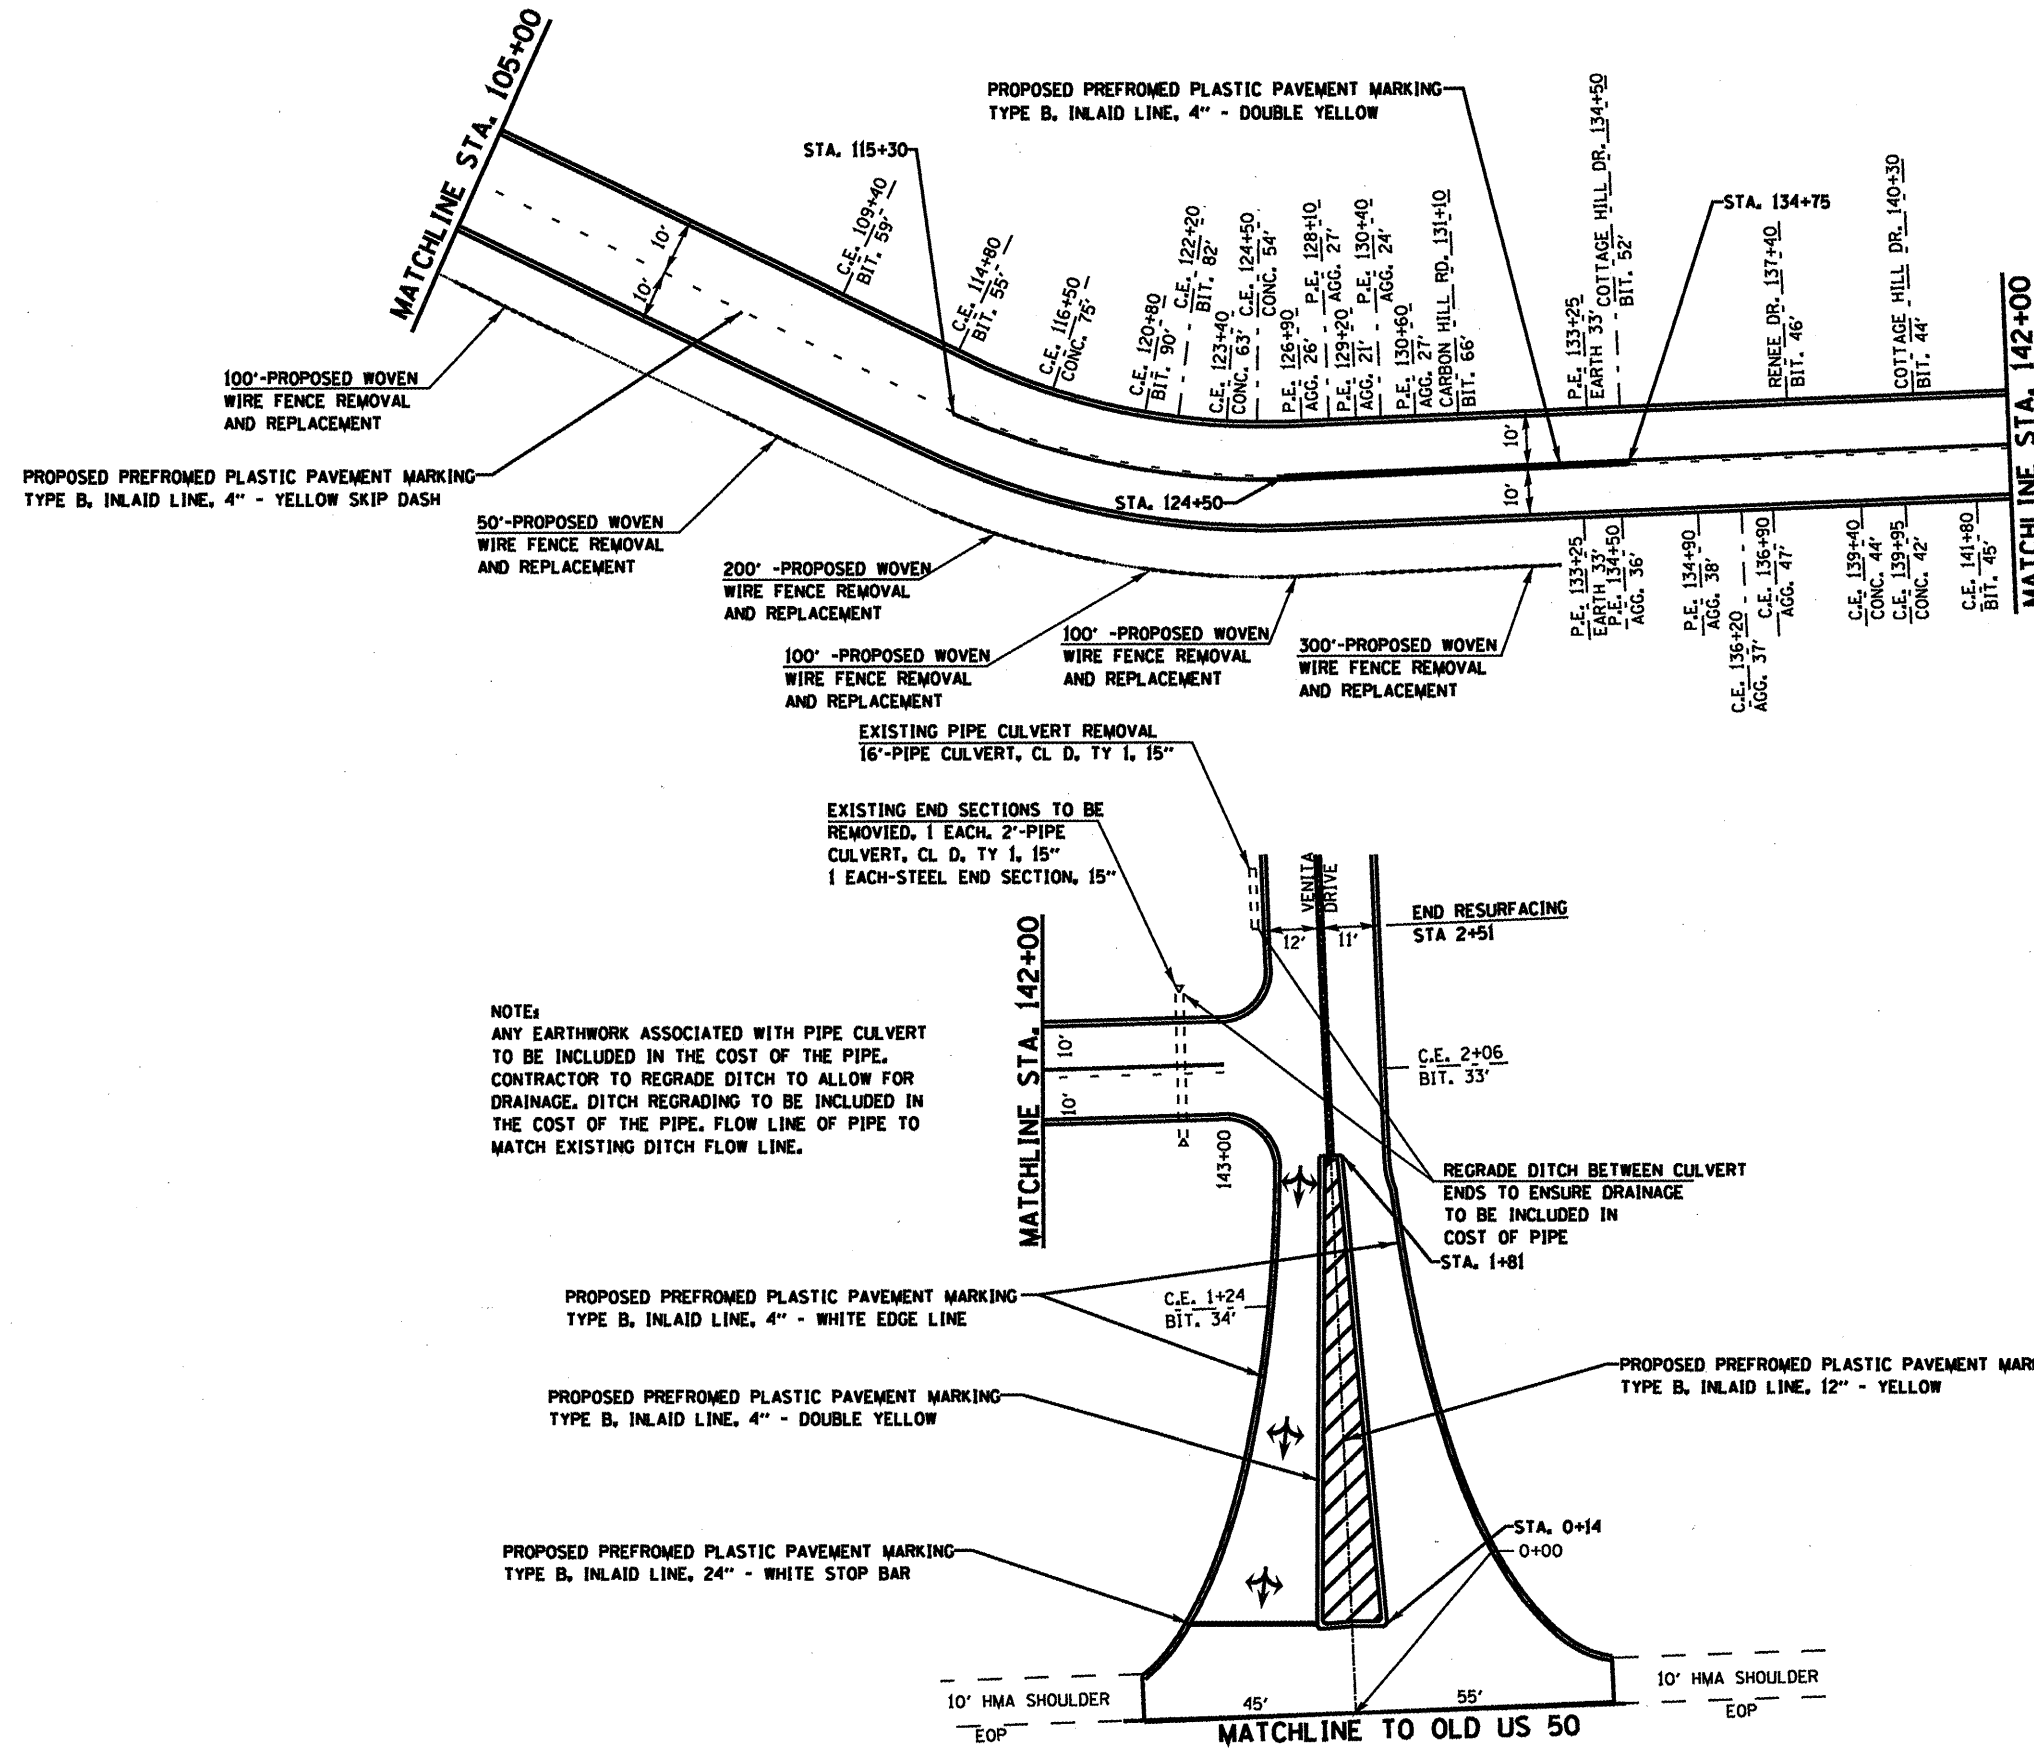 MATCHLINE STA. 105+00
PROPOSED PREFROMED PLASTIC PAVEMENT MARKING
TYPE B, INLAID LINE, 4" - DOUBLE YELLOW
STA. 115+30
STA. 134+75
C.E. 109+40
BIT. 59'
C.E. 114+80
BIT. 55'
C.E. 116+50
CONC. 75'
C.E. 120+80
BIT. 90'
C.E. 122+20
BIT. 82'
C.E. 123+40
CONC. 63'
C.E. 124+50
CONC. 54'
P.E. 126+90
AGG. 26'
P.E. 128+10
AGG. 27'
P.E. 129+20
AGG. 21'
P.E. 130+40
AGG. 24'
P.E. 130+60
AGG. 27'
CARBON HILL RD. 131+10
BIT. 66'
P.E. 133+25
EARTH 33'
COTTAGE HILL DR. 134+50
BIT. 52'
RENEE DR. 137+40
BIT. 46'
COTTAGE HILL DR. 140+30
BIT. 44'
MATCHLINE STA. 142+00
10'
10'
10'
10'
100'-PROPOSED WOVEN
WIRE FENCE REMOVAL
AND REPLACEMENT
PROPOSED PREFROMED PLASTIC PAVEMENT MARKING
TYPE B, INLAID LINE, 4" - YELLOW SKIP DASH
STA. 124+50
50'-PROPOSED WOVEN
WIRE FENCE REMOVAL
AND REPLACEMENT
200' -PROPOSED WOVEN
WIRE FENCE REMOVAL
AND REPLACEMENT
100' -PROPOSED WOVEN
WIRE FENCE REMOVAL
AND REPLACEMENT
100' -PROPOSED WOVEN
WIRE FENCE REMOVAL
AND REPLACEMENT
300'-PROPOSED WOVEN
WIRE FENCE REMOVAL
AND REPLACEMENT
P.E. 133+25
EARTH 33'
P.E. 134+50
AGG. 36'
P.E. 134+90
AGG. 38'
C.E. 136+20
AGG. 37'
C.E. 136+90
AGG. 47'
C.E. 139+40
CONC. 44'
C.E. 139+95
CONC. 42'
C.E. 141+80
BIT. 45'
EXISTING PIPE CULVERT REMOVAL
16'-PIPE CULVERT, CL D, TY 1, 15"
EXISTING END SECTIONS TO BE
REMOVIED, 1 EACH. 2'-PIPE
CULVERT, CL D, TY 1, 15"
1 EACH-STEEL END SECTION, 15"
VENITA
DRIVE
12'
11'
END RESURFACING
STA 2+51
MATCHLINE STA. 142+00
NOTE:
ANY EARTHWORK ASSOCIATED WITH PIPE CULVERT
TO BE INCLUDED IN THE COST OF THE PIPE.
CONTRACTOR TO REGRADE DITCH TO ALLOW FOR
DRAINAGE. DITCH REGRADING TO BE INCLUDED IN
THE COST OF THE PIPE. FLOW LINE OF PIPE TO
MATCH EXISTING DITCH FLOW LINE.
10'
10'
143+00
C.E. 2+06
BIT. 33'
REGRADE DITCH BETWEEN CULVERT
ENDS TO ENSURE DRAINAGE
TO BE INCLUDED IN
COST OF PIPE
STA. 1+81
PROPOSED PREFROMED PLASTIC PAVEMENT MARKING
TYPE B, INLAID LINE, 4" - WHITE EDGE LINE
C.E. 1+24
BIT. 34'
PROPOSED PREFROMED PLASTIC PAVEMENT MAR
TYPE B, INLAID LINE, 12" - YELLOW
PROPOSED PREFROMED PLASTIC PAVEMENT MARKING
TYPE B, INLAID LINE, 4" - DOUBLE YELLOW
STA. 0+14
0+00
PROPOSED PREFROMED PLASTIC PAVEMENT MARKING
TYPE B, INLAID LINE, 24" - WHITE STOP BAR
10' HMA SHOULDER
EOP
45'
55'
10' HMA SHOULDER
EOP
MATCHLINE TO OLD US 50